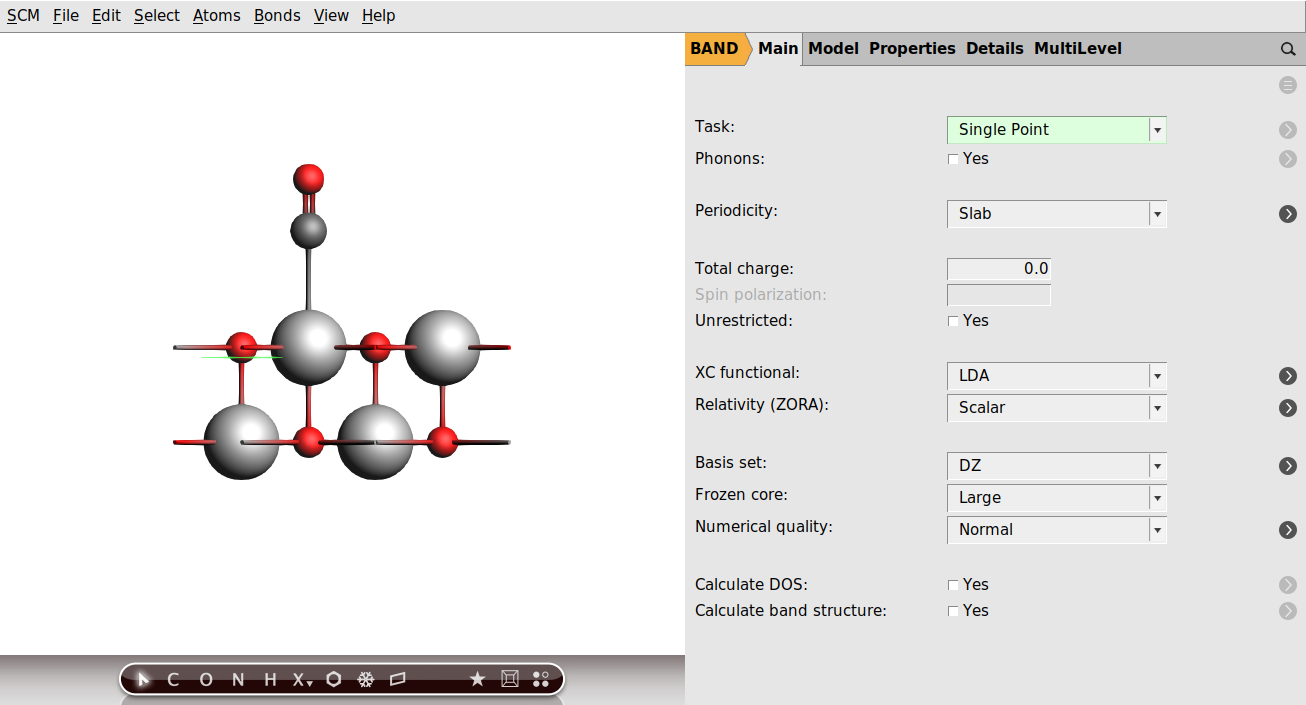 SCM File Edit Select Atoms Bonds View Help
BAND Main Model Properties Details MultiLevel
Task: Single Point
Phonons: Yes
Periodicity: Slab
Total charge: 0.0
Spin polarization:
Unrestricted: Yes
XC functional: LDA
Relativity (ZORA): Scalar
Basis set: DZ
Frozen core: Large
Numerical quality: Normal
Calculate DOS: Yes
Calculate band structure: Yes
C O N H X